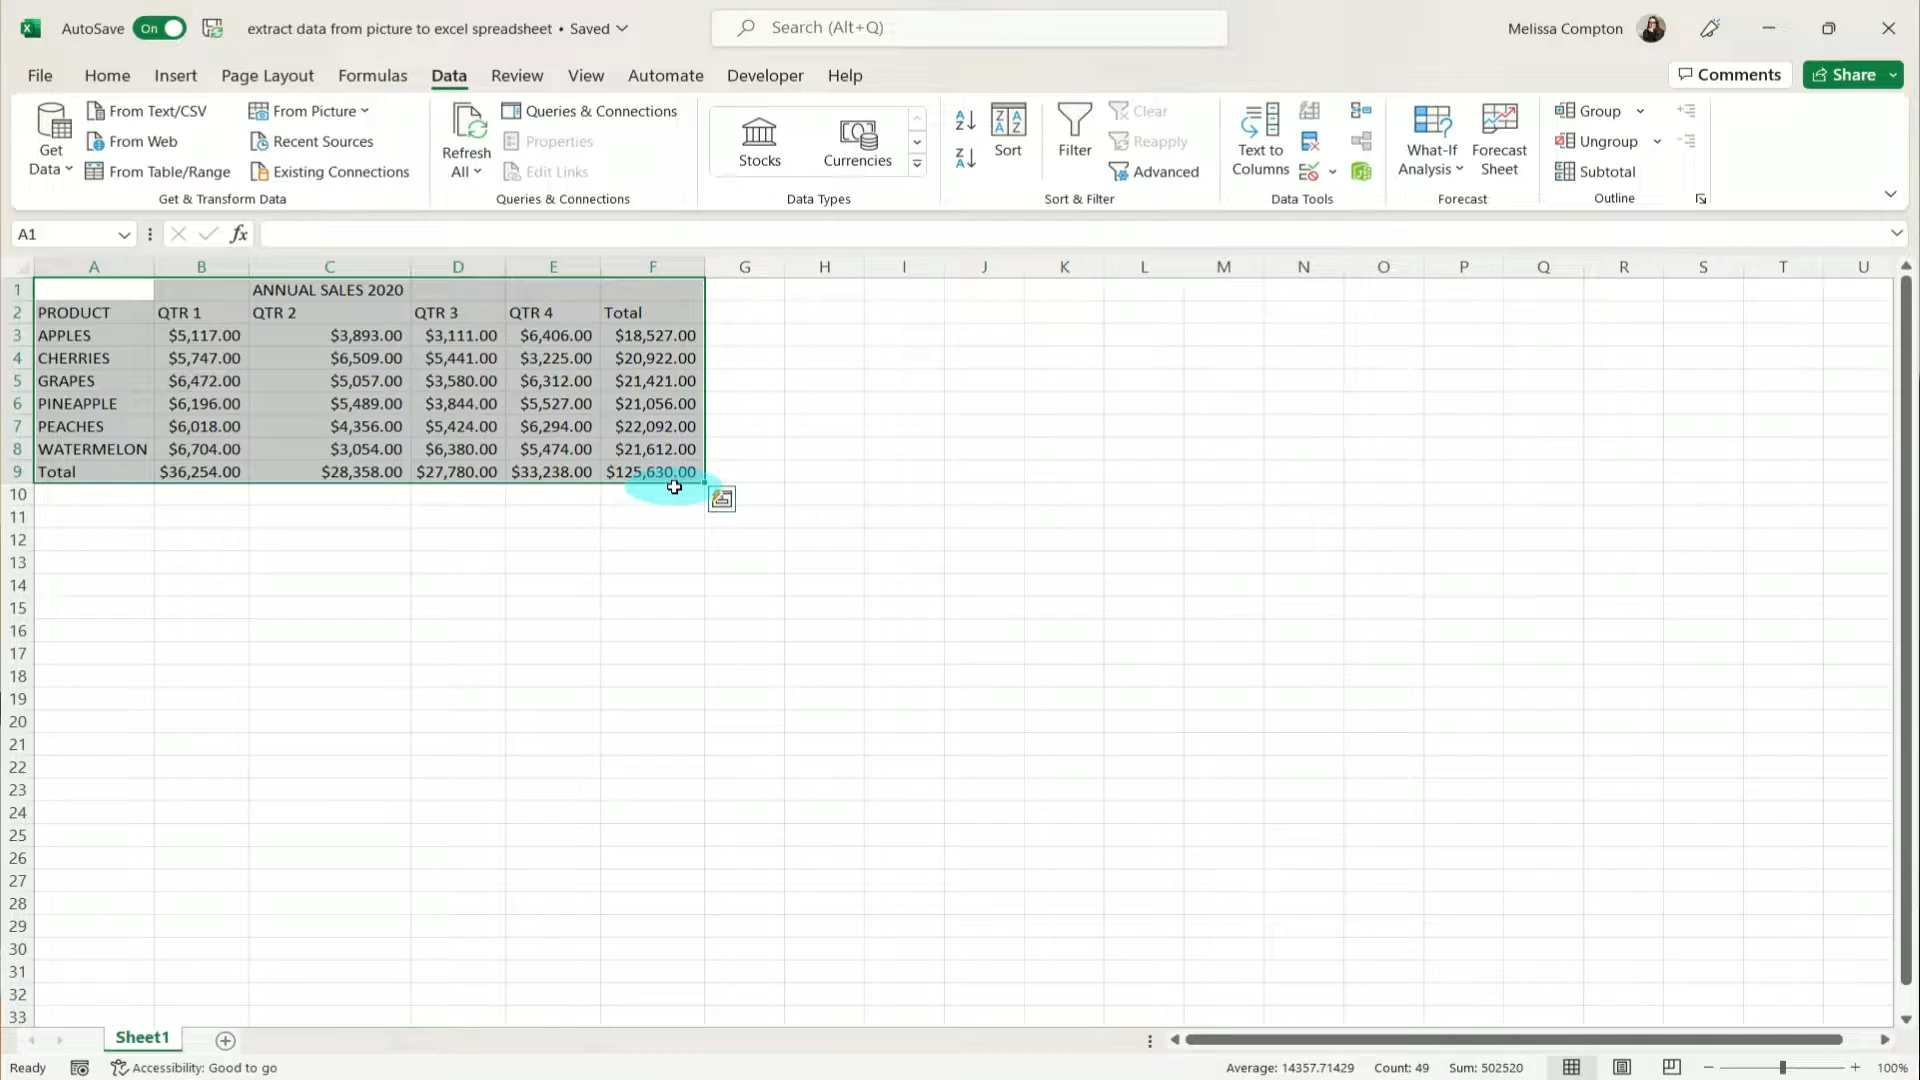 AutoSave On extract data from picture to excel spreadsheet • Saved Search (Alt+Q) Melissa Compton
File Home Insert Page Layout Formulas Data Review View Automate Developer Help Comments Share
Get Data From Text/CSV From Picture
From Web Recent Sources
From Table/Range Existing Connections
Get & Transform Data
Refresh All Queries & Connections
Properties
Edit Links
Queries & Connections
Stocks Currencies
Data Types
Sort Filter Clear
Reapply
Advanced
Sort & Filter
Text to Columns
Data Tools
What-If Analysis Forecast Sheet
Forecast
Group
Ungroup
Subtotal
Outline
A1 fx
A B C D E F G H I J K L M N O P Q R S T U
1 ANNUAL SALES 2020
2 PRODUCT QTR 1 QTR 2 QTR 3 QTR 4 Total
3 APPLES $5,117.00 $3,893.00 $3,111.00 $6,406.00 $18,527.00
4 CHERRIES $5,747.00 $6,509.00 $5,441.00 $3,225.00 $20,922.00
5 GRAPES $6,472.00 $5,057.00 $3,580.00 $6,312.00 $21,421.00
6 PINEAPPLE $6,196.00 $5,489.00 $3,844.00 $5,527.00 $21,056.00
7 PEACHES $6,018.00 $4,356.00 $5,424.00 $6,294.00 $22,092.00
8 WATERMELON $6,704.00 $3,054.00 $6,380.00 $5,474.00 $21,612.00
9 Total $36,254.00 $28,358.00 $27,780.00 $33,238.00 $125,630.00
10
11
12
13
14
15
16
17
18
19
20
21
22
23
24
25
26
27
28
29
30
31
32
33
Sheet1
Ready Accessibility: Good to go Average: 14357.71429 Count: 49 Sum: 502520 100%